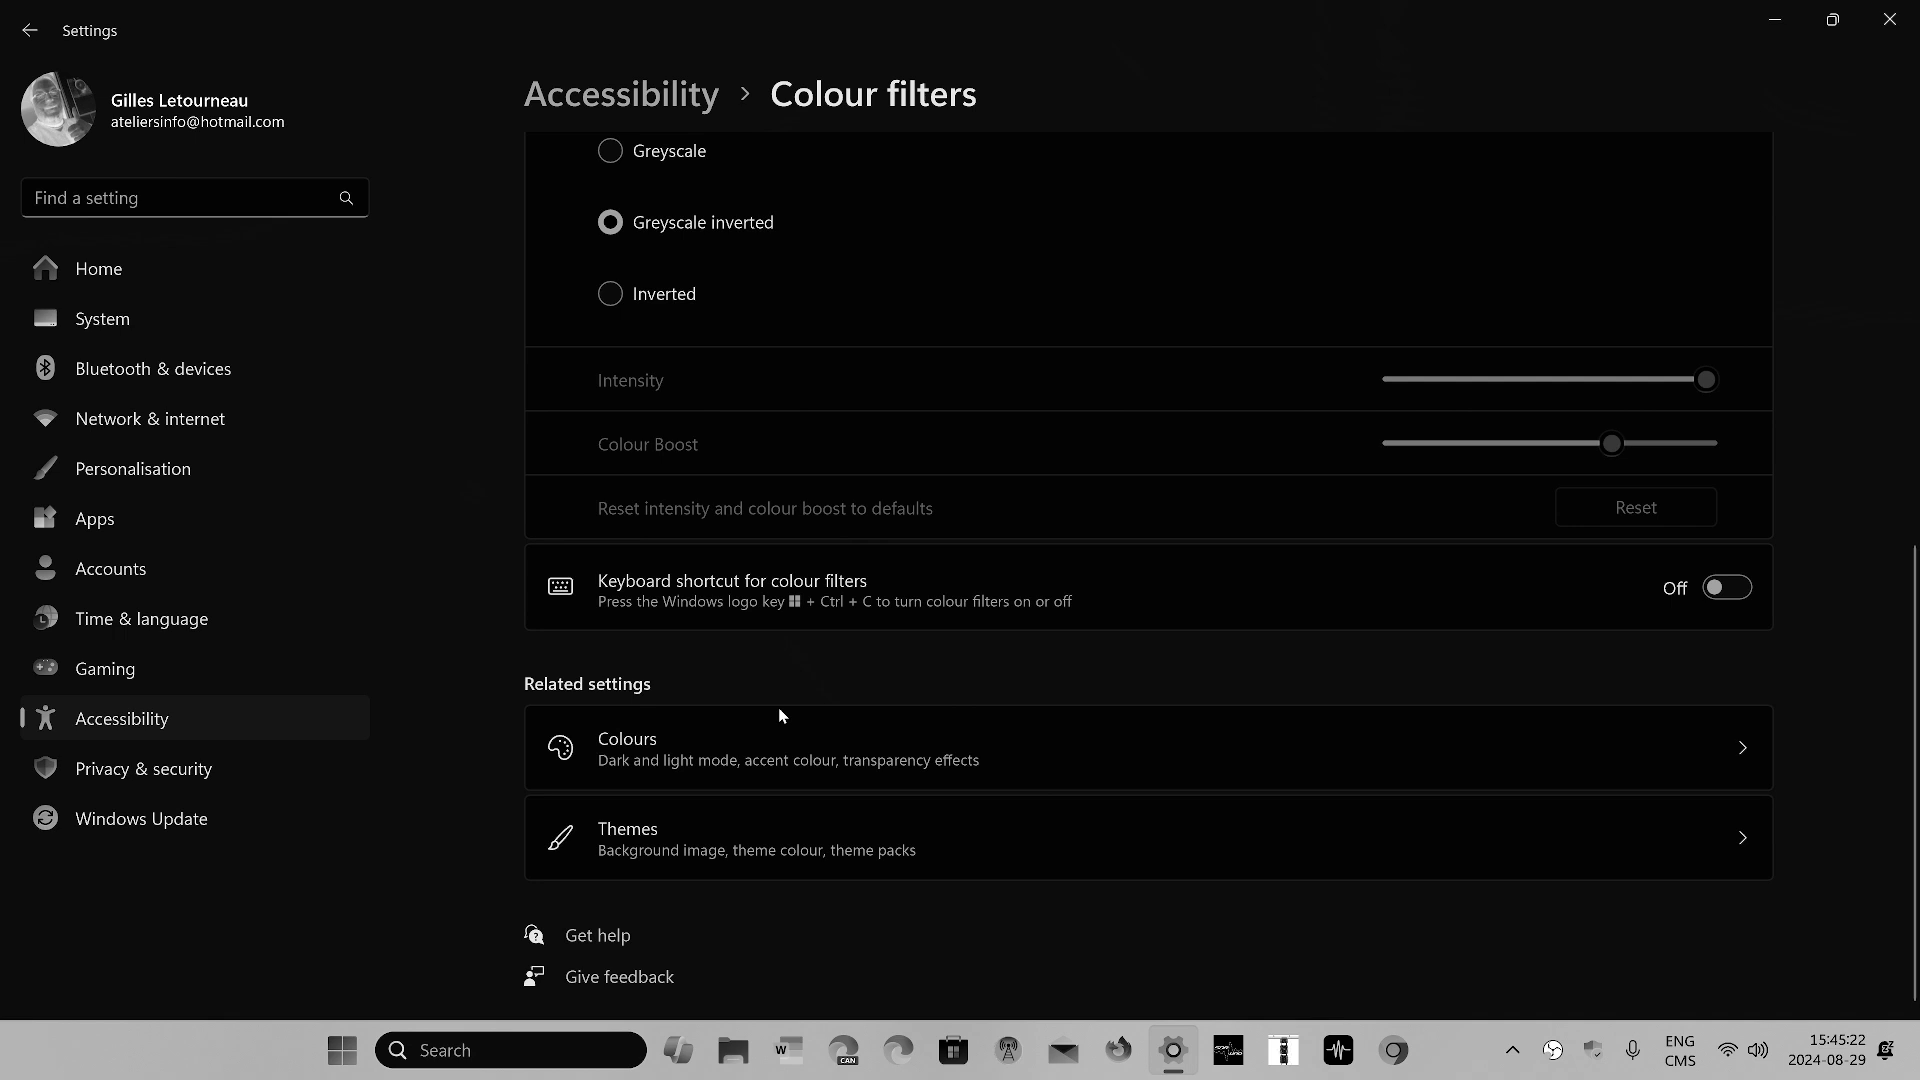 Settings
Gilles Letourneau
ateliersinfo@hotmail.com
Find a setting
Home
System
Bluetooth & devices
Network & internet
Personalisation
Apps
Accounts
Time & language
Gaming
Accessibility
Privacy & security
Windows Update
Accessibility > Colour filters
Greyscale
Greyscale inverted
Inverted
Intensity
Colour Boost
Reset intensity and colour boost to defaults
Reset
Keyboard shortcut for colour filters
Off
Press the Windows logo key + Ctrl + C to turn colour filters on or off
Related settings
Colours
Dark and light mode, accent colour, transparency effects
Themes
Background image, theme colour, theme packs
Get help
Give feedback
Search
W
CAN
ENG
CMS
15:45:22
2024-08-29